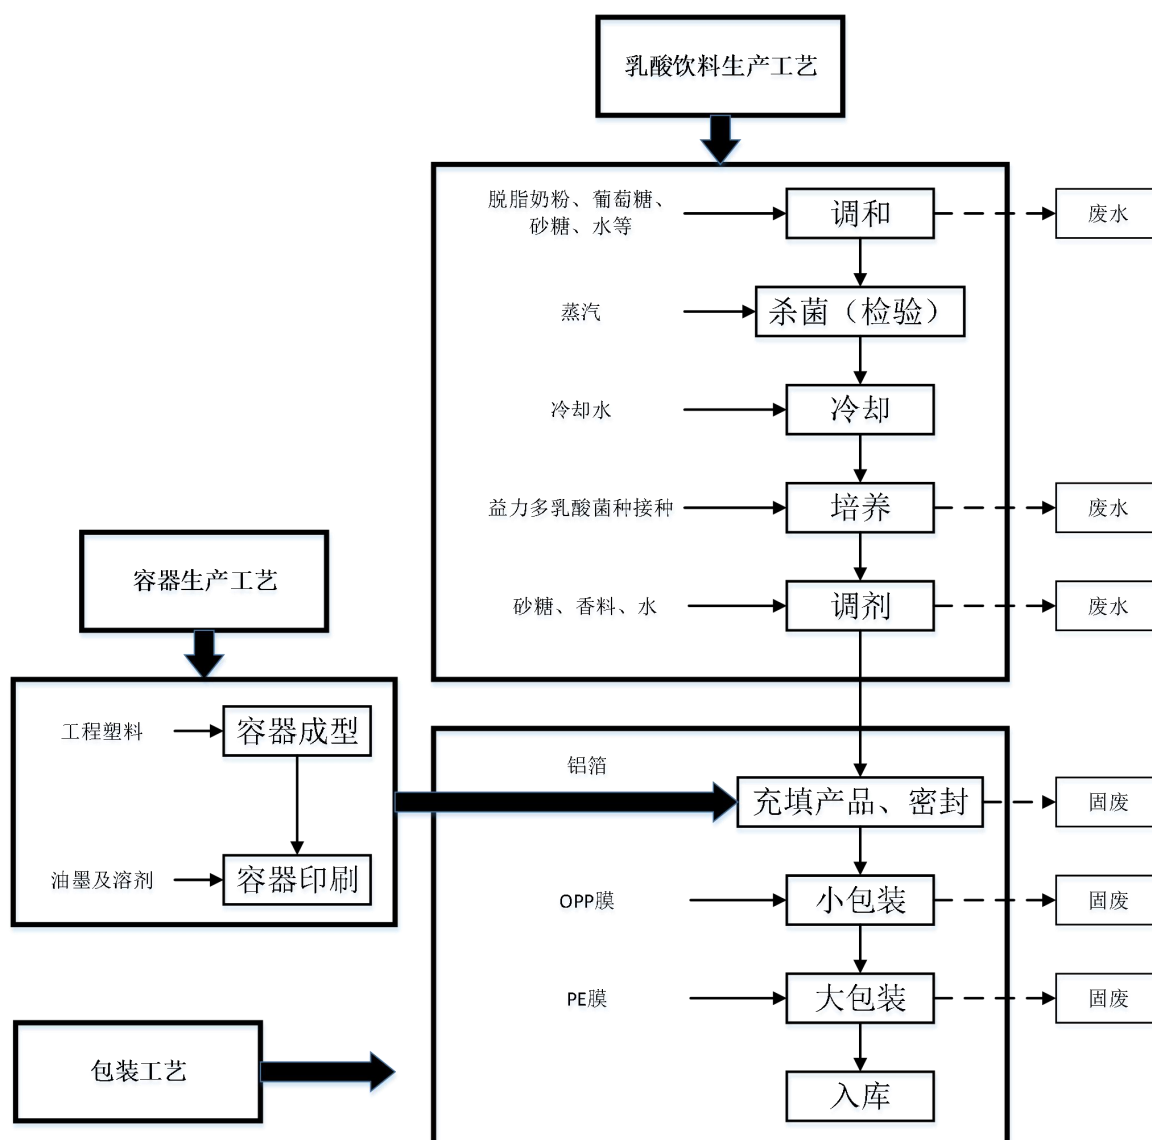 乳酸饮料生产工艺
脱脂奶粉、葡萄糖、
砂糖、水等
调和
废水
蒸汽
杀菌（检验）
冷却水
冷却
益力多乳酸菌种接种
培养
废水
容器生产工艺
砂糖、香料、水
调剂
废水
工程塑料
容器成型
油墨及溶剂
容器印刷
铝箔
充填产品、密封
固废
OPP膜
小包装
固废
PE膜
大包装
固废
包装工艺
入库